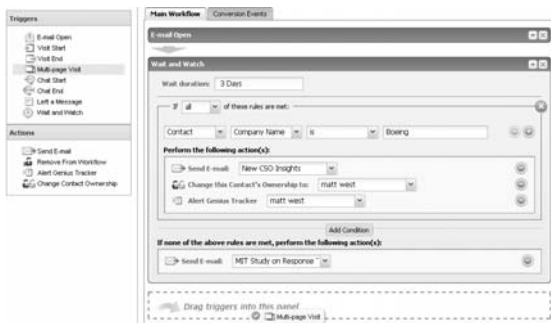 Triggers
E-mail Open
Visit Start
Visit End
Multi-page Visit
Chat Start
Chat End
Left a Message
Wait and Watch
Actions
Send E-mail
Remove From Workflow
Alert Genius Tracker
Change Contact Ownership
Main Workflow Conversion Events
E-mail Open
Wait and Watch
Wait duration: 3 Days
If all of these rules are met:
Contact Company Name is Boeing
Perform the following action(s):
Send E-mail: New CSO Insights
Change this Contact's Ownership to: matt west
Alert Genius Tracker matt west
Add Condition
If none of the above rules are met, perform the following action(s):
Send E-mail: MIT Study on Response
Drag triggers into this panel
Multi-page Visit